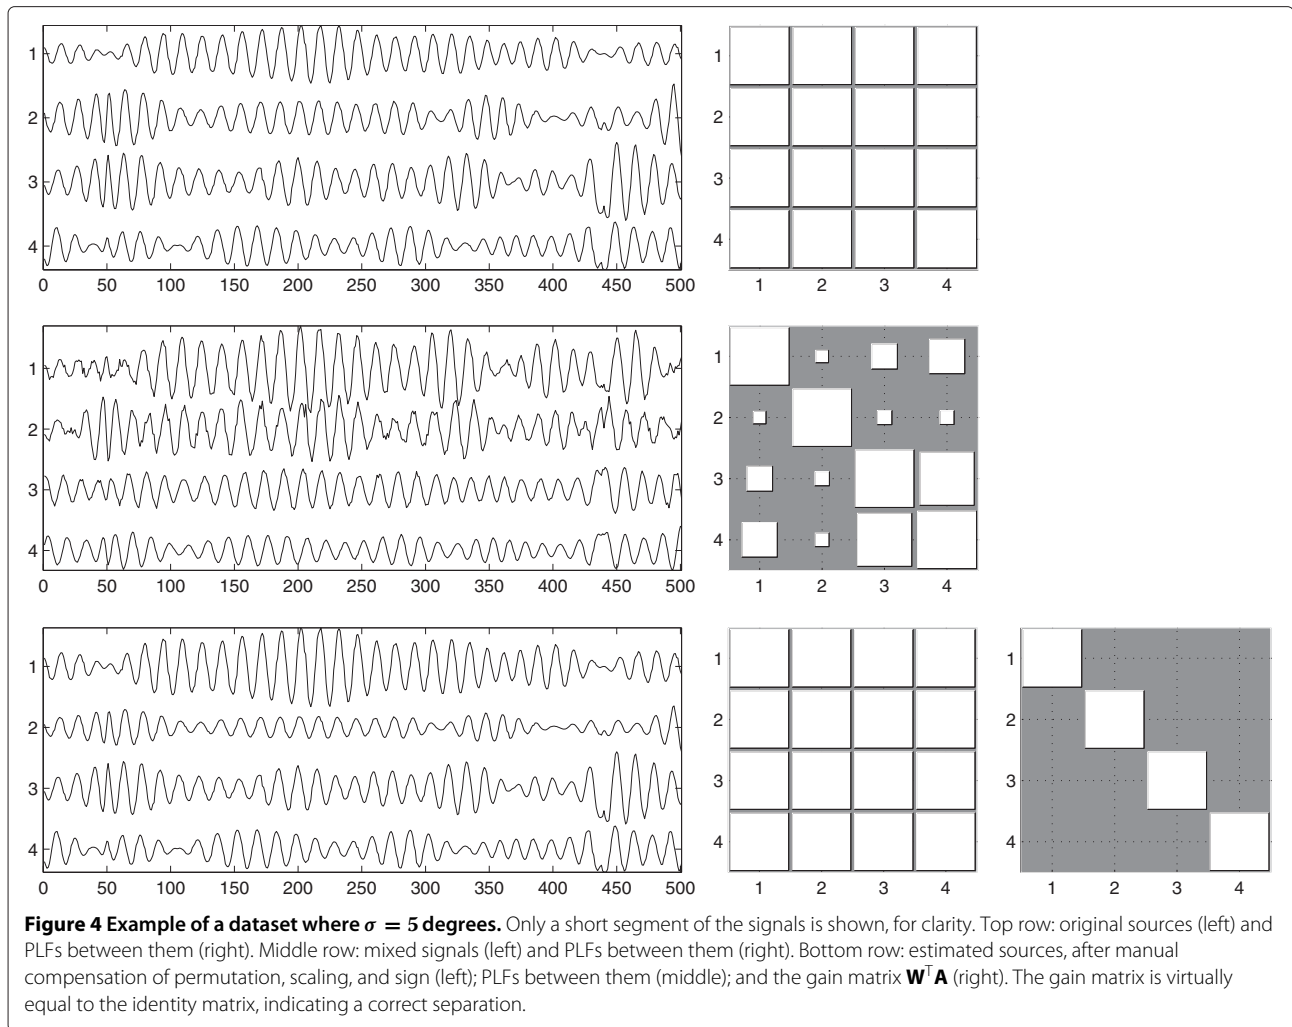 1
2
3
4
0 50 100 150 200 250 300 350 400 450 500
1
2
3
4
1 2 3 4
1
2
3
4
0 50 100 150 200 250 300 350 400 450 500
1
2
3
4
1 2 3 4
1
2
3
4
0 50 100 150 200 250 300 350 400 450 500
1
2
3
4
1 2 3 4
1
2
3
4
1 2 3 4
Figure 4 Example of a dataset where σ = 5 degrees. Only a short segment of the signals is shown, for clarity. Top row: original sources (left) and
PLFs between them (right). Middle row: mixed signals (left) and PLFs between them (right). Bottom row: estimated sources, after manual
compensation of permutation, scaling, and sign (left); PLFs between them (middle); and the gain matrix WᵀA (right). The gain matrix is virtually
equal to the identity matrix, indicating a correct separation.